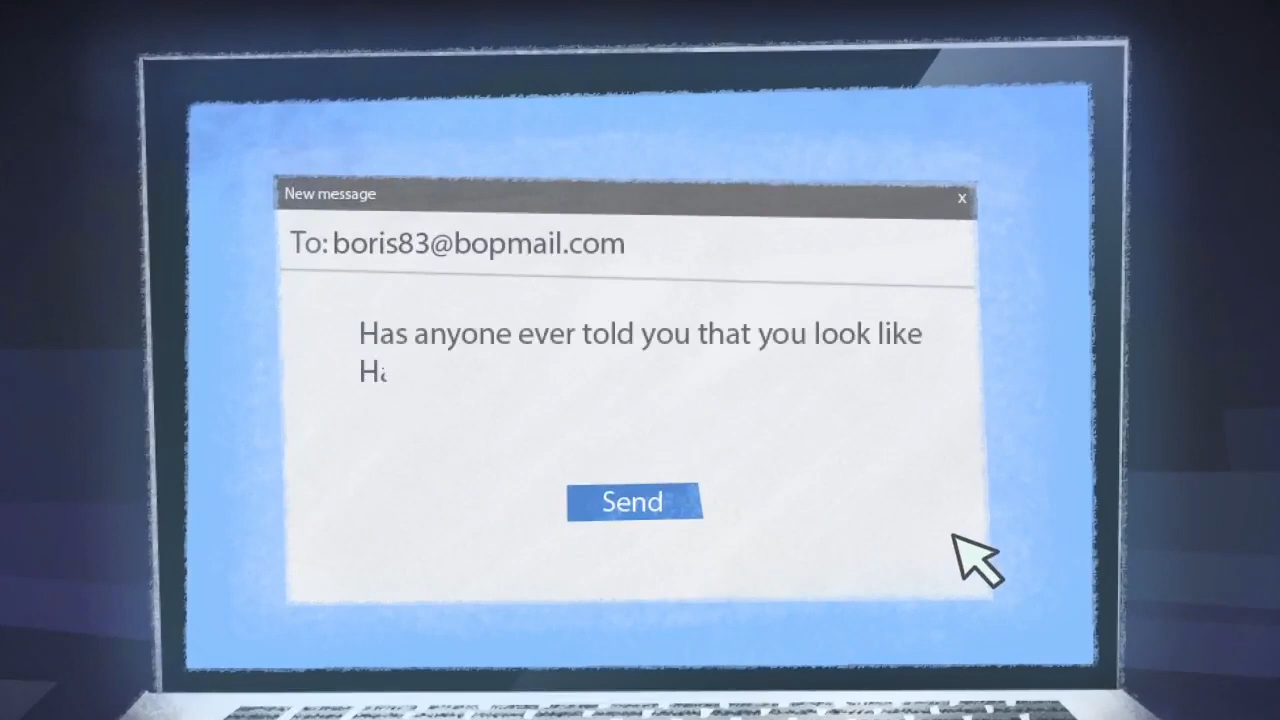 New message
x
To: boris83@bopmail.com
Has anyone ever told you that you look like
Send